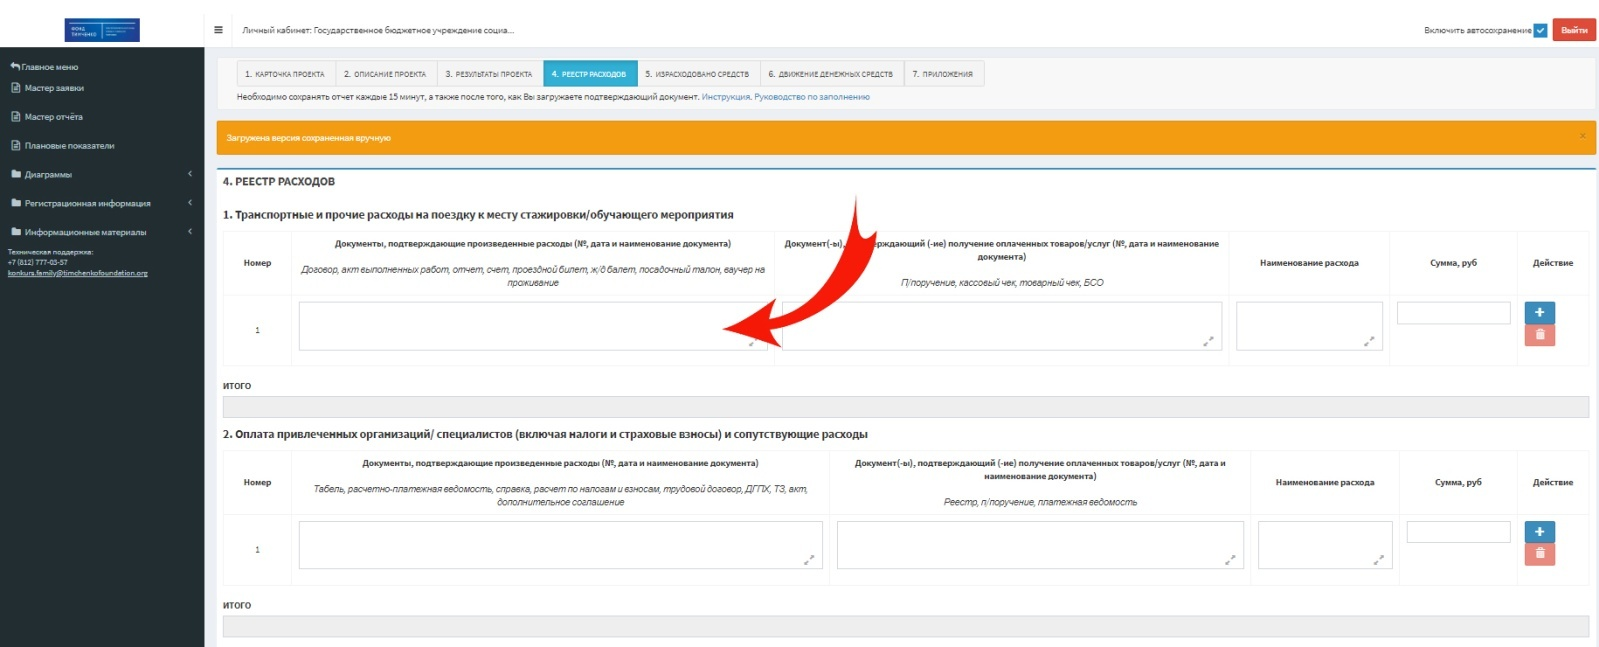 ФОНД
ТИМЧЕНКО
Личный кабинет: Государственное бюджетное учреждение социа...
Включить автосохранение
Выйти
Главное меню
Мастер заявки
Мастер отчёта
Плановые показатели
Диаграммы
Регистрационная информация
Информационные материалы
Техническая поддержка:
+7 (812) 777-03-57
konkurs.family@timchenkofoundation.org
1. КАРТОЧКА ПРОЕКТА
2. ОПИСАНИЕ ПРОЕКТА
3. РЕЗУЛЬТАТЫ ПРОЕКТА
4. РЕЕСТР РАСХОДОВ
5. ИЗРАСХОДОВАНО СРЕДСТВ
6. ДВИЖЕНИЕ ДЕНЕЖНЫХ СРЕДСТВ
7. ПРИЛОЖЕНИЯ
Необходимо сохранять отчет каждые 15 минут, а также после того, как Вы загружаете подтверждающий документ. Инструкция. Руководство по заполнению
Загружена версия сохраненная вручную
×
4. РЕЕСТР РАСХОДОВ
1. Транспортные и прочие расходы на поездку к месту стажировки/обучающего мероприятия
Номер
Документы, подтверждающие произведенные расходы (№, дата и наименование документа)
Договор, акт выполненных работ, отчет, счет, проездной билет, ж/д балет, посадочный талон, ваучер на
проживание
Документ(-ы), рждающий (-ие) получение оплаченных товаров/услуг (№, дата и наименование
документа)
П/поручение, кассовый чек, товарный чек, БСО
Наименование расхода
Сумма, руб
Действие
1
ИТОГО
2. Оплата привлеченных организаций/ специалистов (включая налоги и страховые взносы) и сопутствующие расходы
Номер
Документы, подтверждающие произведенные расходы (№, дата и наименование документа)
Табель, расчетно-платежная ведомость, справка, расчет по налогам и взносам, трудовой договор, ДГПХ, ТЗ, акт,
дополнительное соглашение
Документ(-ы), подтверждающий (-ие) получение оплаченных товаров/услуг (№, дата и
наименование документа)
Реестр, п/поручение, платежная ведомость
Наименование расхода
Сумма, руб
Действие
1
ИТОГО